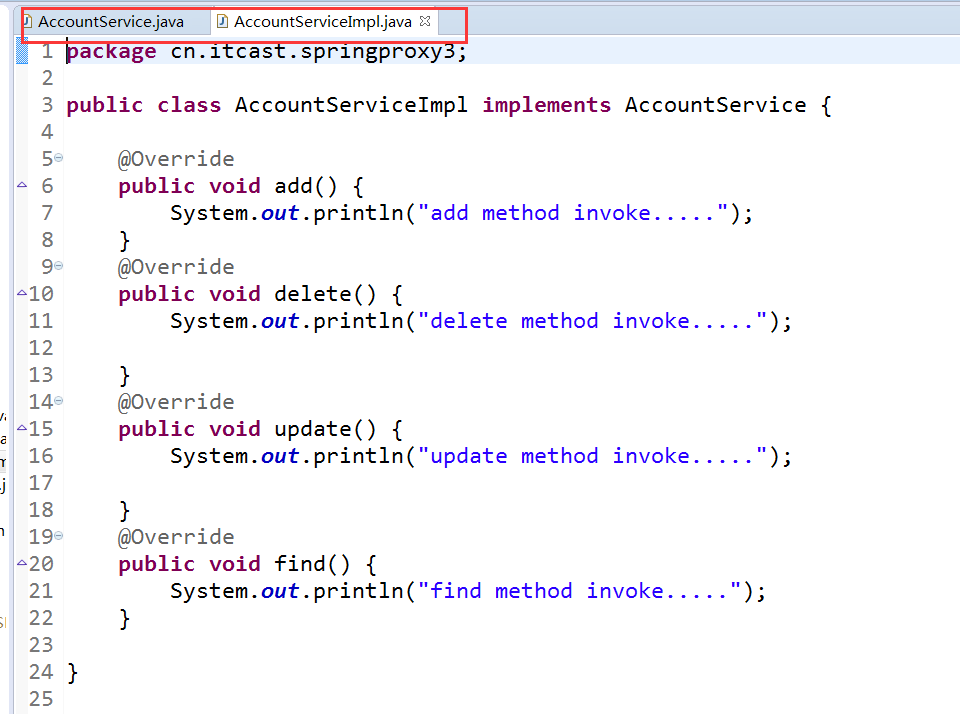 AccountService.java AccountServiceImpl.java
1 package cn.itcast.springproxy3;
2
3 public class AccountServiceImpl implements AccountService {
4
5 @Override
6 public void add() {
7 System.out.println("add method invoke.....");
8 }
9 @Override
10 public void delete() {
11 System.out.println("delete method invoke.....");
12
13 }
14 @Override
15 public void update() {
16 System.out.println("update method invoke.....");
17
18 }
19 @Override
20 public void find() {
21 System.out.println("find method invoke.....");
22 }
23
24 }
25